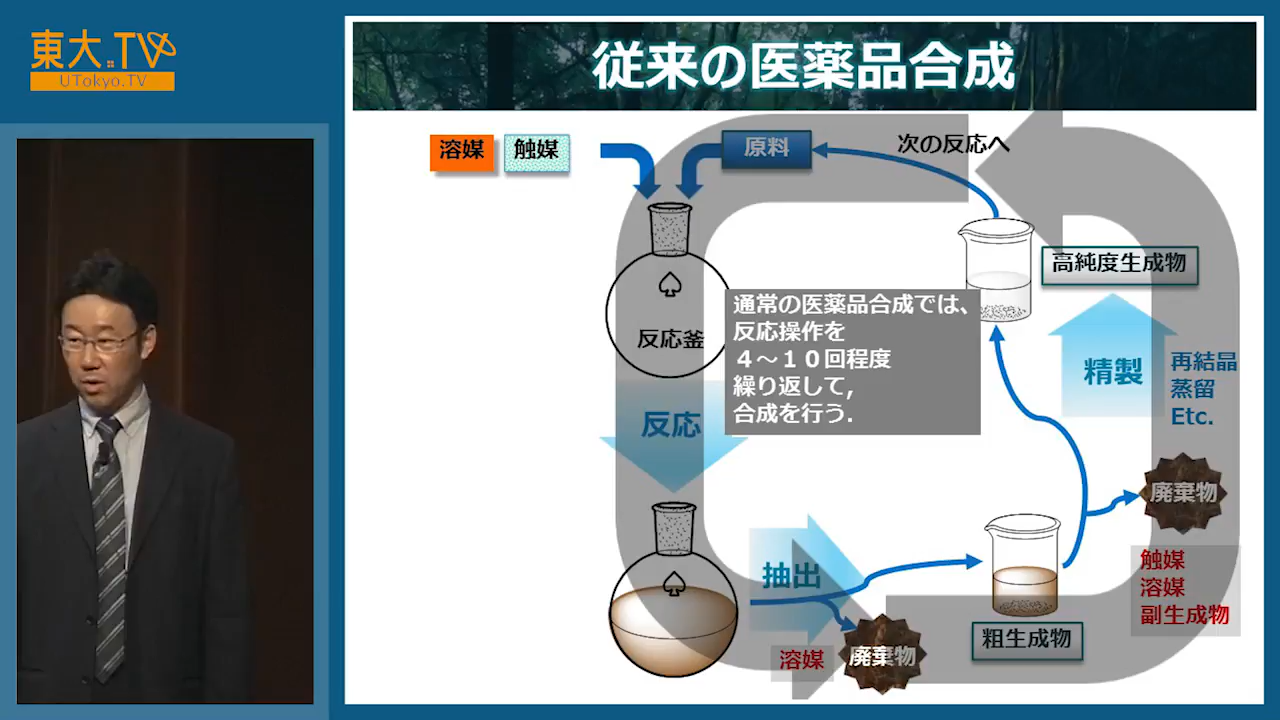 東大.TV
UTokyo.TV
従来の医薬品合成
溶媒
触媒
原料
次の反応へ
高純度生成物
反応釜
通常の医薬品合成では、
反応操作を
4〜10回程度
繰り返して,
合成を行う.
精製
再結晶
蒸留
Etc.
反応
廃棄物
触媒
溶媒
副生成物
抽出
溶媒
廃棄物
粗生成物